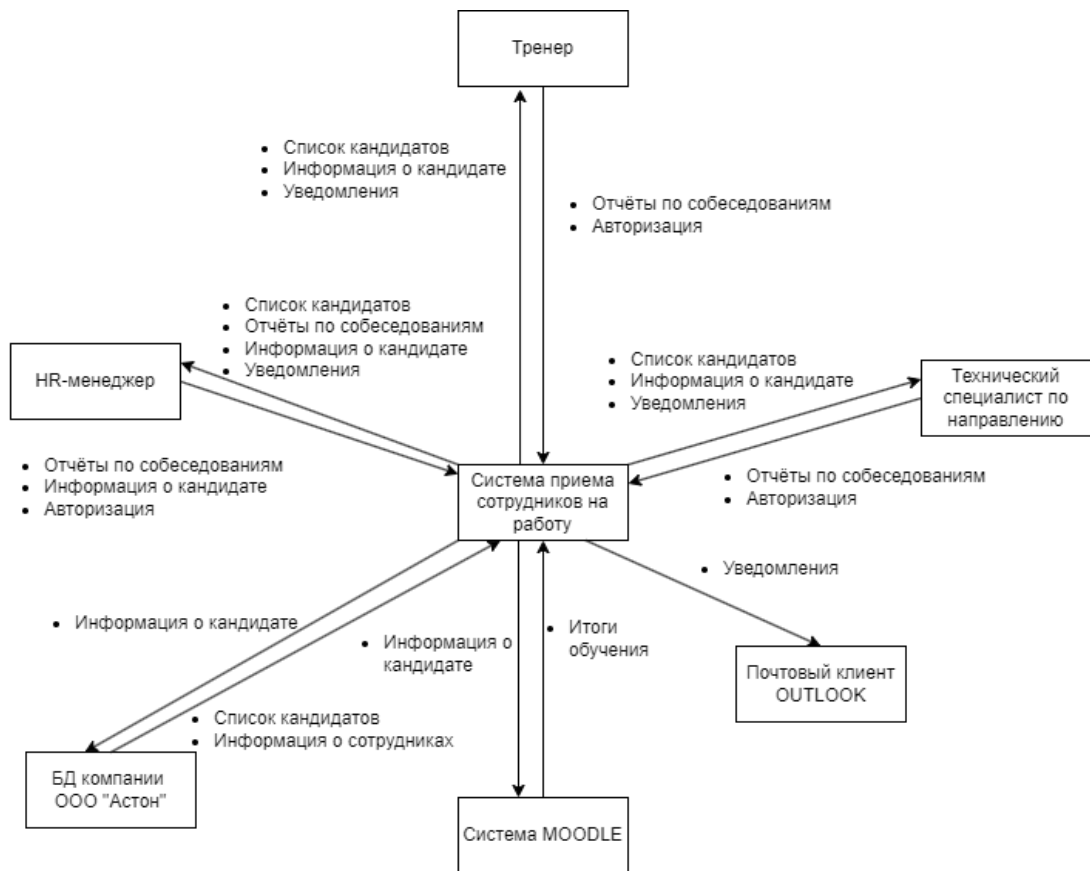 Тренер
• Список кандидатов
• Информация о кандидате
• Уведомления
• Отчёты по собеседованиям
• Авторизация
• Список кандидатов
• Отчёты по собеседованиям
• Информация о кандидате
• Уведомления
HR-менеджер
• Список кандидатов
• Информация о кандидате
• Уведомления
Технический
специалист по
направлению
• Отчёты по собеседованиям
• Информация о кандидате
• Авторизация
Система приема
сотрудников на
работу
• Отчёты по собеседованиям
• Авторизация
• Уведомления
• Информация о кандидате
• Информация о
кандидате
• Итоги
обучения
Почтовый клиент
OUTLOOK
• Список кандидатов
• Информация о сотрудниках
БД компании
ООО "Астон"
Система MOODLE